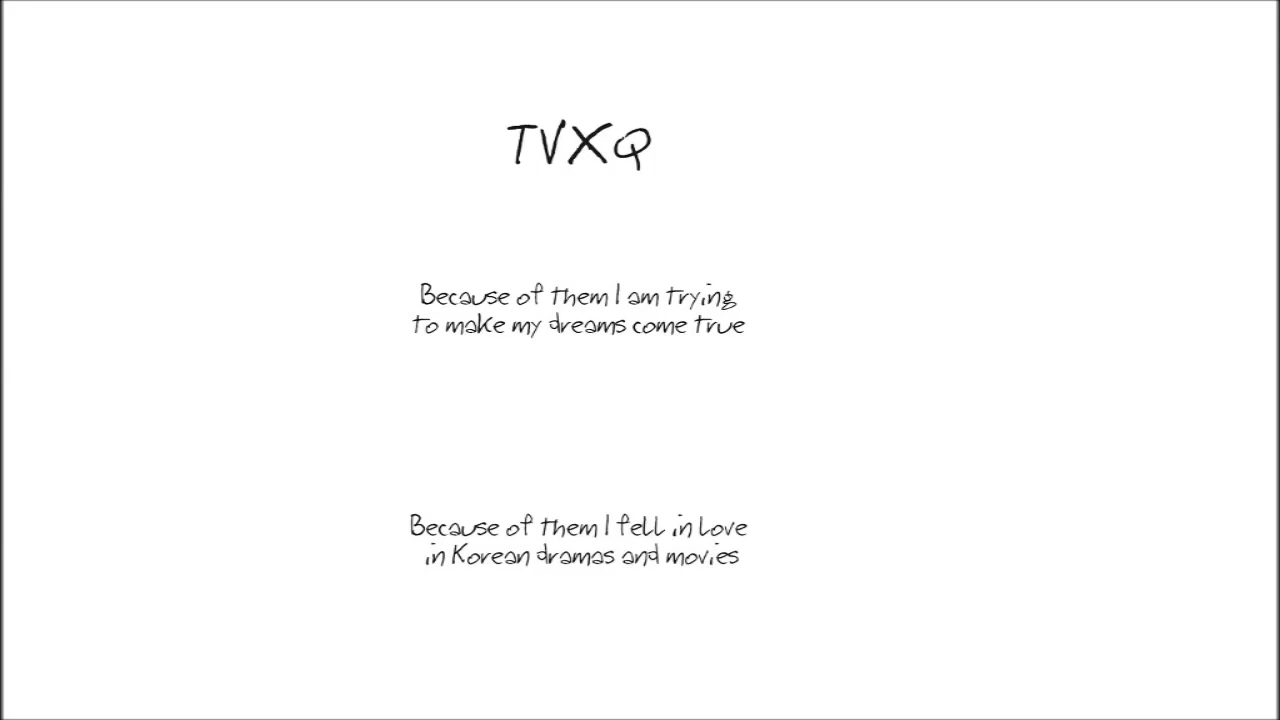 TVXQ
Because of them I am trying
to make my dreams come true
Because of them I fell in love
in Korean dramas and movies